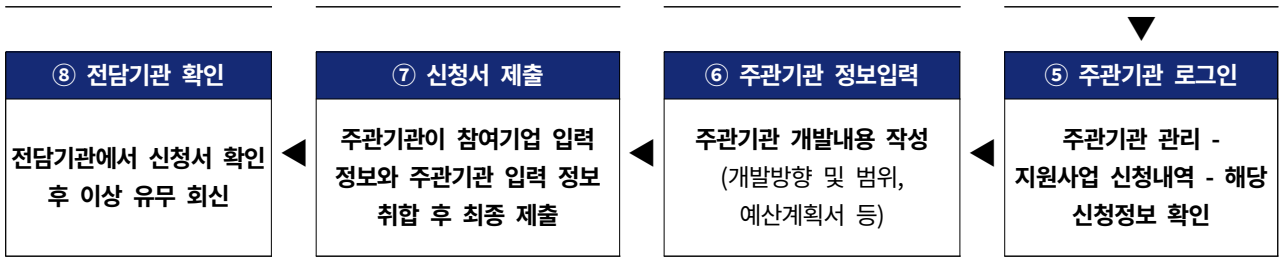 ⑧ 전담기관 확인
전담기관에서 신청서 확인
후 이상 유무 회신
⑦ 신청서 제출
주관기관이 참여기업 입력
정보와 주관기관 입력 정보
취합 후 최종 제출
⑥ 주관기관 정보입력
주관기관 개발내용 작성
(개발방향 및 범위,
예산계획서 등)
⑤ 주관기관 로그인
주관기관 관리 -
지원사업 신청내역 - 해당
신청정보 확인